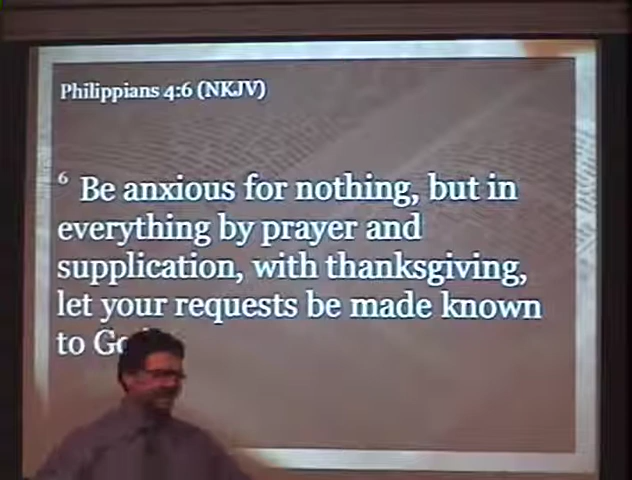 Philippians 4:6 (NKJV)
6 Be anxious for nothing, but in
everything by prayer and
supplication, with thanksgiving,
let your requests be made known
to